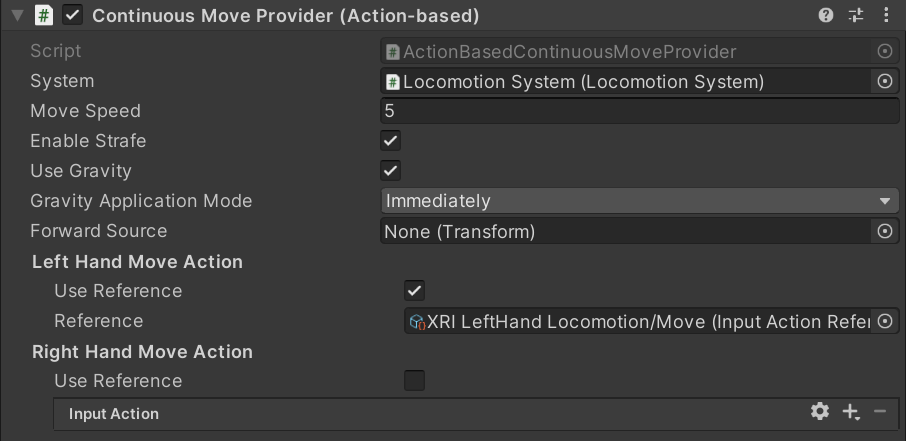 Continuous Move Provider (Action-based)
Script
ActionBasedContinuousMoveProvider
System
Locomotion System (Locomotion System)
Move Speed
5
Enable Strafe
Use Gravity
Gravity Application Mode
Immediately
Forward Source
None (Transform)
Left Hand Move Action
Use Reference
Reference
XRI LeftHand Locomotion/Move (Input Action Refer
Right Hand Move Action
Use Reference
Input Action